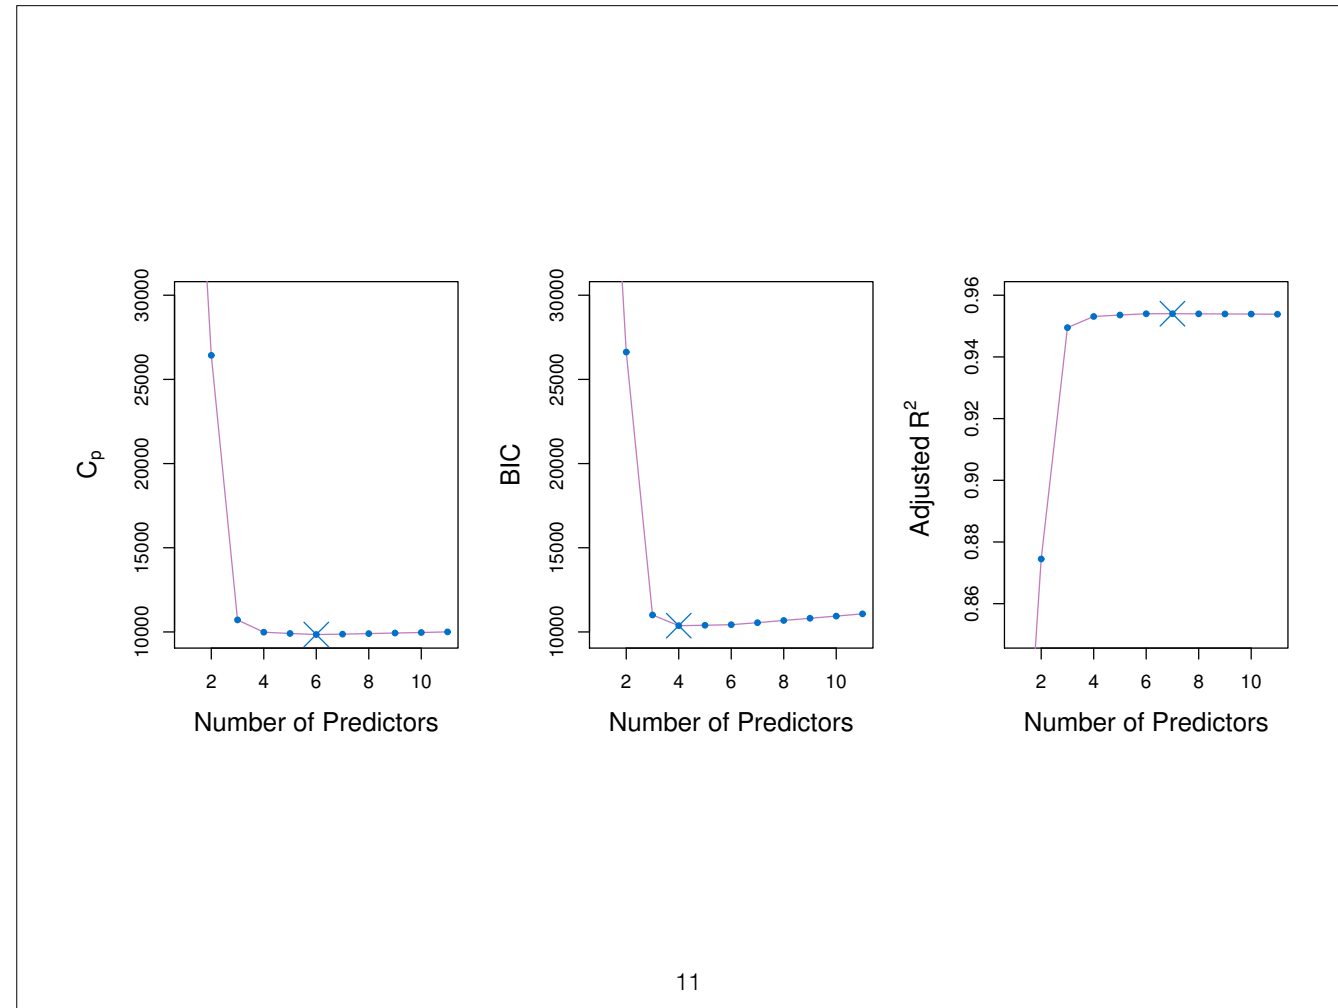 30000
25000
20000
15000
10000
Cp
2 4 6 8 10
Number of Predictors
30000
25000
20000
15000
10000
BIC
2 4 6 8 10
Number of Predictors
0.96
0.94
0.92
0.90
0.88
0.86
Adjusted R²
2 4 6 8 10
Number of Predictors
11